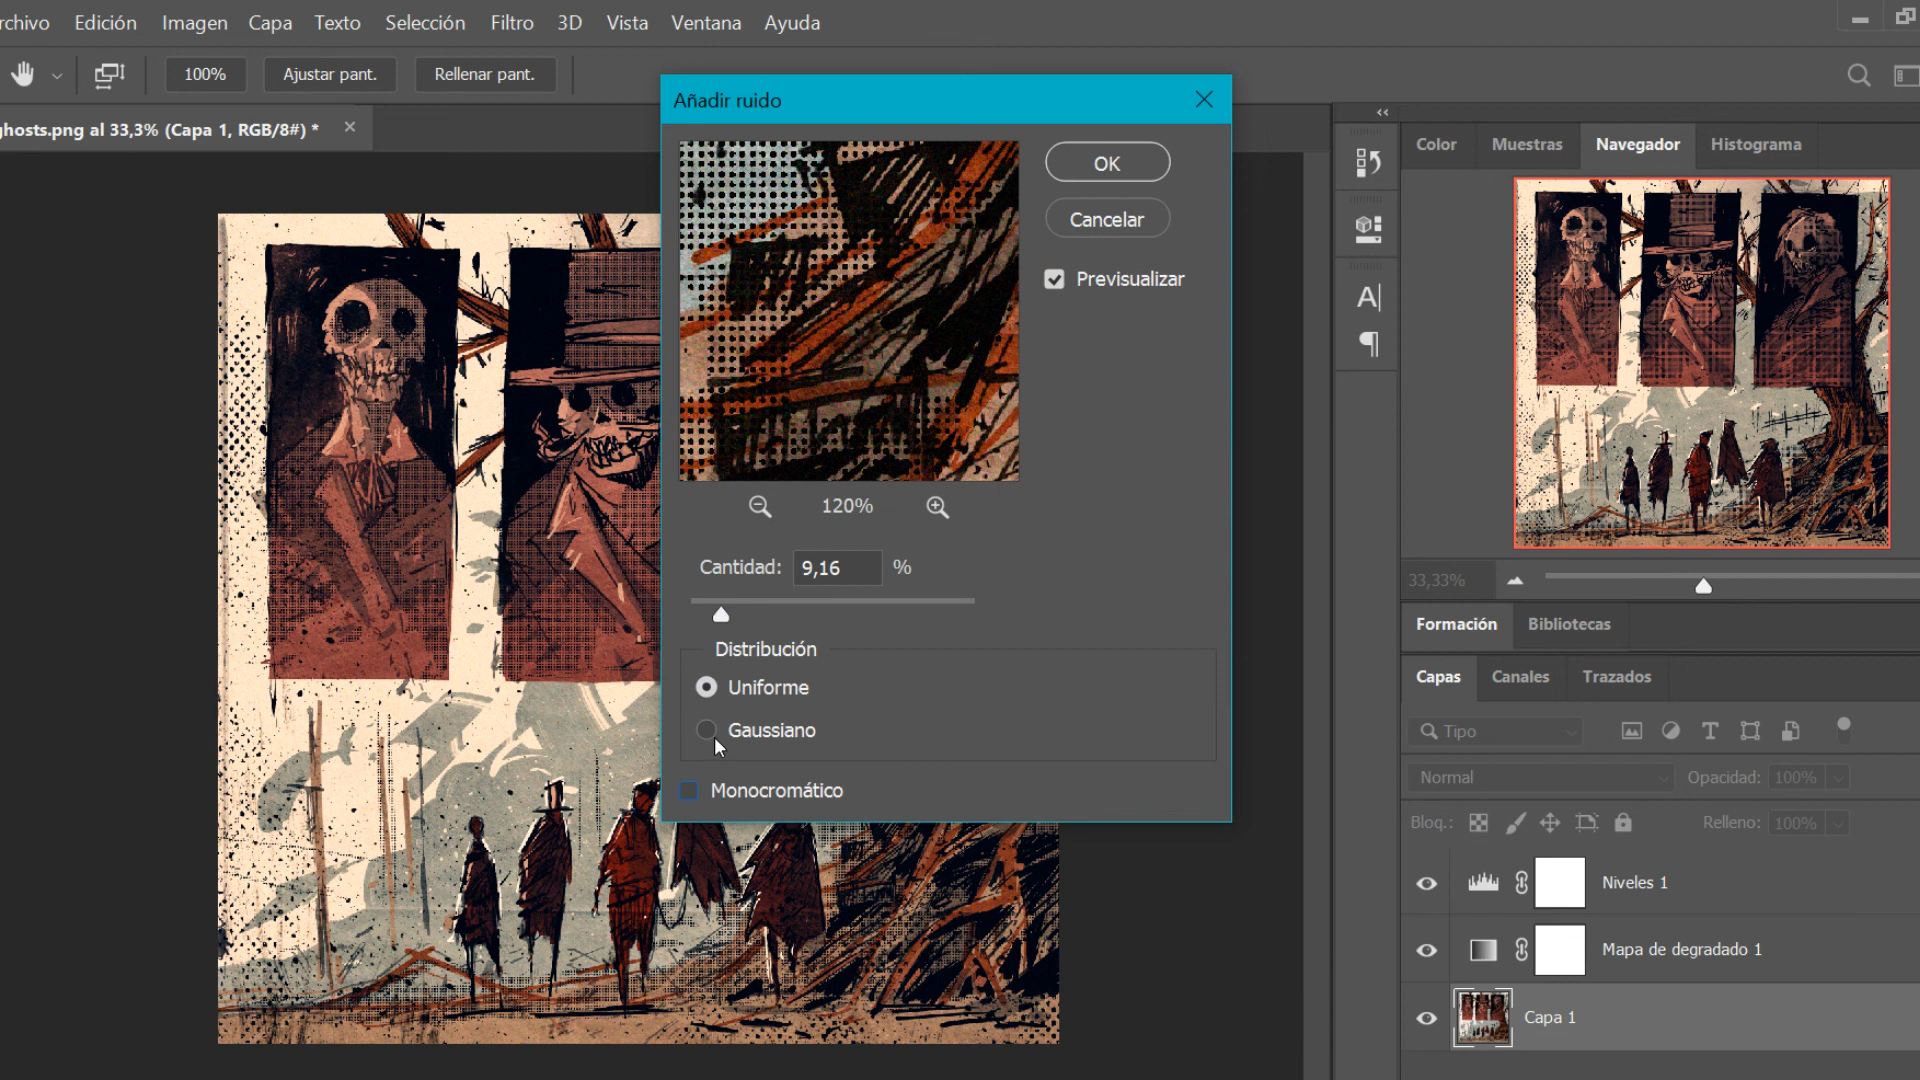 rchivo Edición Imagen Capa Texto Selección Filtro 3D Vista Ventana Ayuda
100% Ajustar pant. Rellenar pant.
ghosts.png al 33,3% (Capa 1, RGB/8#) *
Añadir ruido
OK
Cancelar
Previsualizar
120%
Cantidad: 9,16 %
Distribución
Uniforme
Gaussiano
Monocromático
Color Muestras Navegador Histograma
33,33%
Formación Bibliotecas
Capas Canales Trazados
Tipo
Normal Opacidad: 100%
Bloq.: Relleno: 100%
Niveles 1
Mapa de degradado 1
Capa 1